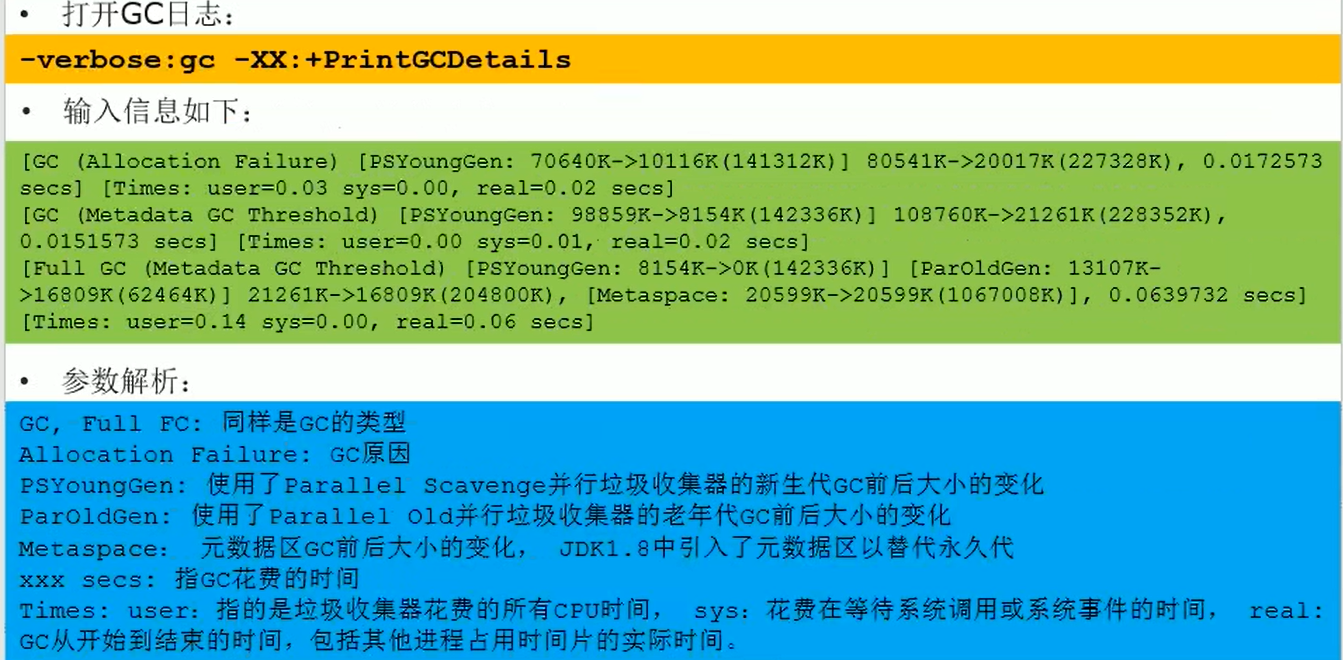 • 打开GC日志：
-verbose:gc -XX:+PrintGCDetails
• 输入信息如下：
[GC (Allocation Failure) [PSYoungGen: 70640K->10116K(141312K)] 80541K->20017K(227328K), 0.0172573
secs] [Times: user=0.03 sys=0.00, real=0.02 secs]
[GC (Metadata GC Threshold) [PSYoungGen: 98859K->8154K(142336K)] 108760K->21261K(228352K),
0.0151573 secs] [Times: user=0.00 sys=0.01, real=0.02 secs]
[Full GC (Metadata GC Threshold) [PSYoungGen: 8154K->0K(142336K)] [ParOldGen: 13107K-
>16809K(62464K)] 21261K->16809K(204800K), [Metaspace: 20599K->20599K(1067008K)], 0.0639732 secs]
[Times: user=0.14 sys=0.00, real=0.06 secs]
• 参数解析：
GC, Full FC: 同样是GC的类型
Allocation Failure: GC原因
PSYoungGen: 使用了Parallel Scavenge并行垃圾收集器的新生代GC前后大小的变化
ParOldGen: 使用了Parallel Old并行垃圾收集器的老年代GC前后大小的变化
Metaspace: 元数据区GC前后大小的变化， JDK1.8中引入了元数据区以替代永久代
xxx secs: 指GC花费的时间
Times: user: 指的是垃圾收集器花费的所有CPU时间， sys: 花费在等待系统调用或系统事件的时间， real:
GC从开始到结束的时间，包括其他进程占用时间片的实际时间。